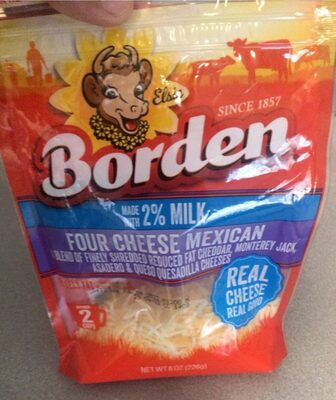 Elsie
SINCE 1857
Borden
MADE
WITH 2% MILK
FOUR CHEESE MEXICAN
BLEND OF FINELY SHREDDED REDUCED FAT CHEDDAR, MONTEREY JACK,
ASADERO & QUESO QUESADILLA CHEESES
REAL
CHEESE
REAL GOOD
2
CUPS
NET WT 8 OZ (226g)